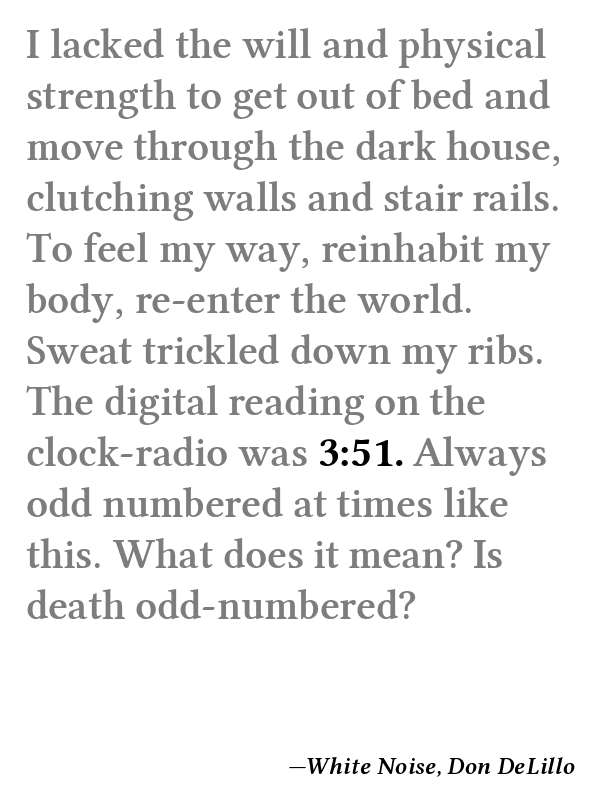 I lacked the will and physical
strength to get out of bed and
move through the dark house,
clutching walls and stair rails.
To feel my way, reinhabit my
body, re-enter the world.
Sweat trickled down my ribs.
The digital reading on the
clock-radio was 3:51. Always
odd numbered at times like
this. What does it mean? Is
death odd-numbered?
—White Noise, Don DeLillo